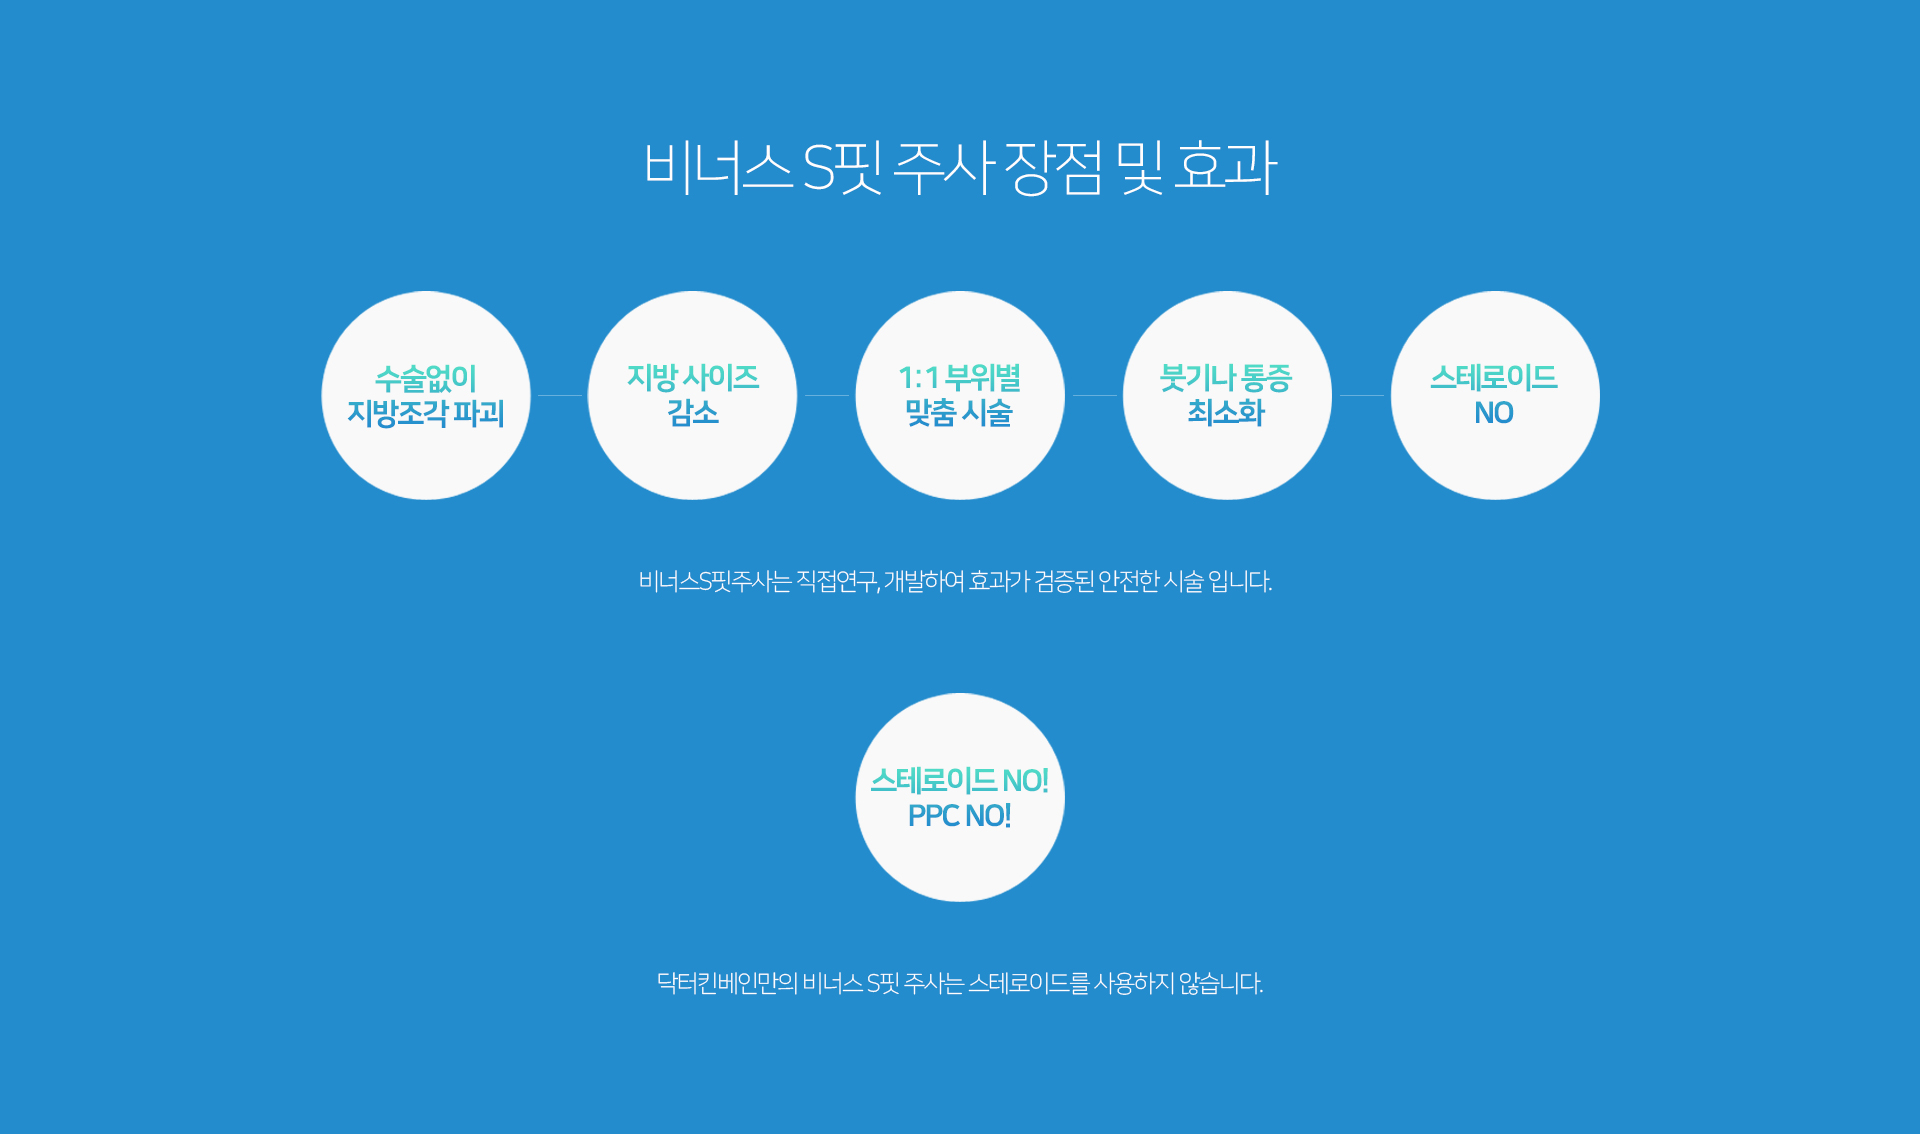 비너스 S핏 주사 장점 및 효과
수술없이
지방조각 파괴
지방 사이즈
감소
1:1 부위별
맞춤 시술
붓기나 통증
최소화
스테로이드
NO
비너스S핏주사는 직접연구, 개발하여 효과가 검증된 안전한 시술 입니다.
스테로이드 NO!
PPC NO!
닥터킨베인만의 비너스 S핏 주사는 스테로이드를 사용하지 않습니다.